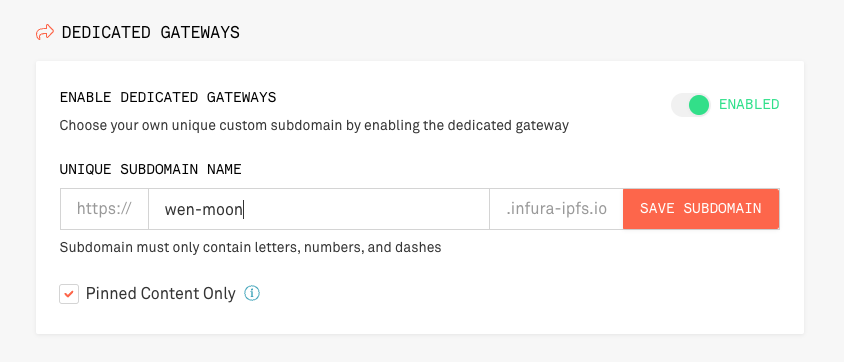 DEDICATED GATEWAYS
ENABLE DEDICATED GATEWAYS
ENABLED
Choose your own unique custom subdomain by enabling the dedicated gateway
UNIQUE SUBDOMAIN NAME
https:// wen-moon .infura-ipfs.io SAVE SUBDOMAIN
Subdomain must only contain letters, numbers, and dashes
Pinned Content Only